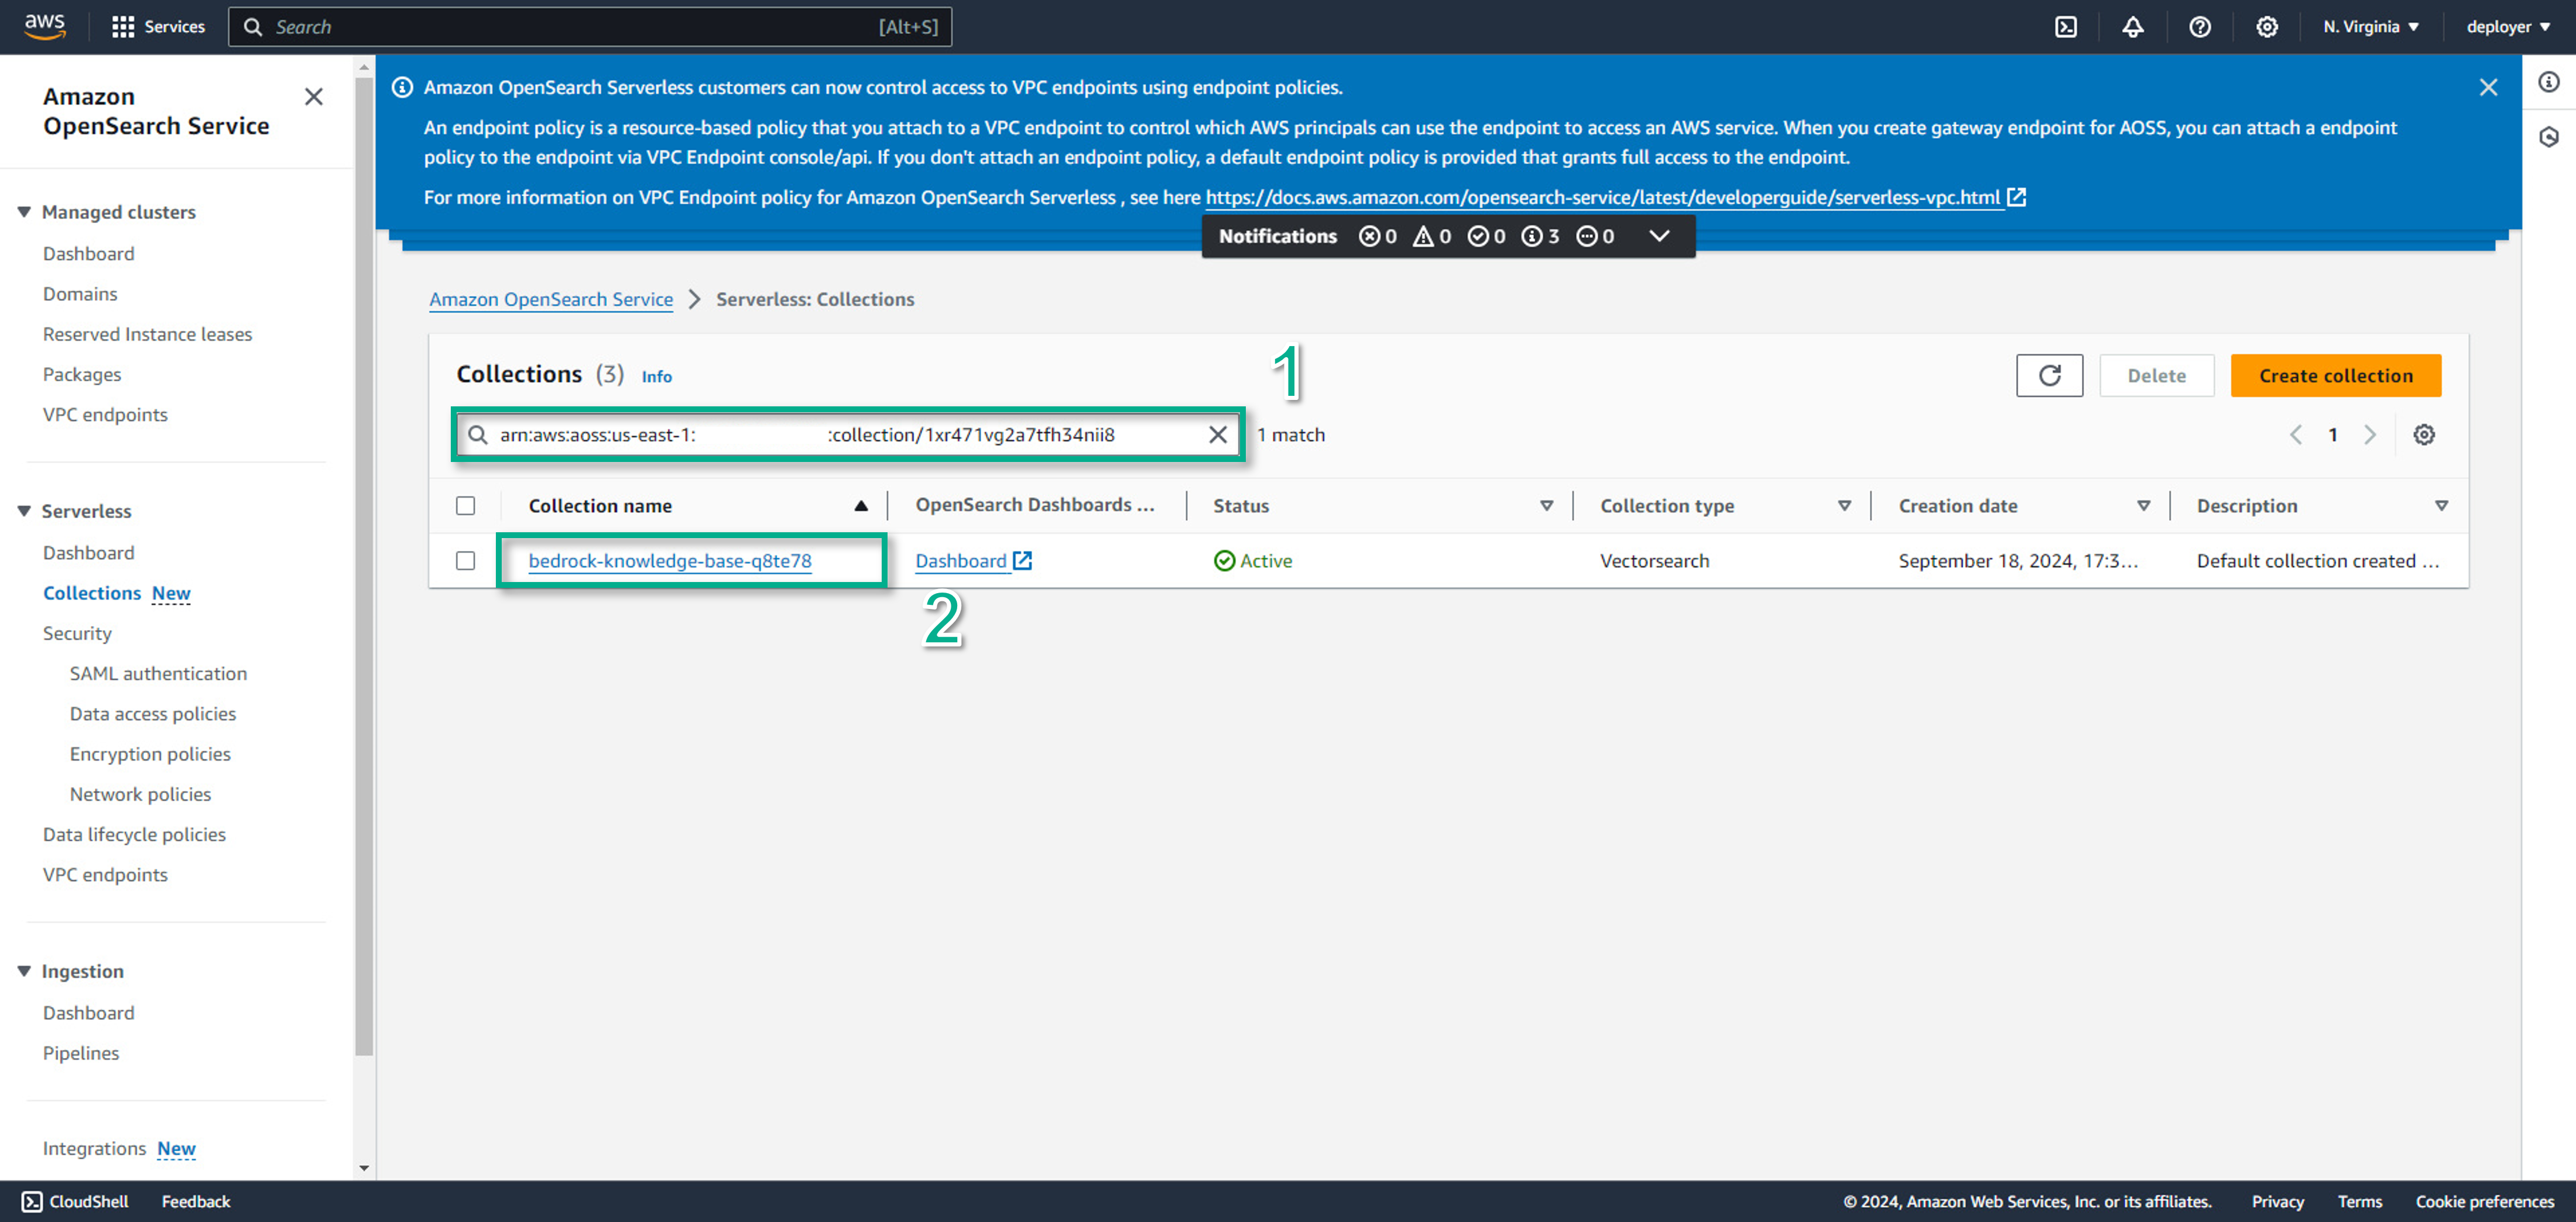 aws
Services
Search [Alt+S]
N. Virginia
deployer
Amazon
OpenSearch Service
Managed clusters
Dashboard
Domains
Reserved Instance leases
Packages
VPC endpoints
Serverless
Dashboard
Collections New
Security
SAML authentication
Data access policies
Encryption policies
Network policies
Data lifecycle policies
VPC endpoints
Ingestion
Dashboard
Pipelines
Integrations New
Amazon OpenSearch Serverless customers can now control access to VPC endpoints using endpoint policies.
An endpoint policy is a resource-based policy that you attach to a VPC endpoint to control which AWS principals can use the endpoint to access an AWS service. When you create gateway endpoint for AOSS, you can attach a endpoint
policy to the endpoint via VPC Endpoint console/api. If you don't attach an endpoint policy, a default endpoint policy is provided that grants full access to the endpoint.
For more information on VPC Endpoint policy for Amazon OpenSearch Serverless , see here https://docs.aws.amazon.com/opensearch-service/latest/developerguide/serverless-vpc.html
Notifications 0 0 0 3 0
Amazon OpenSearch Service > Serverless: Collections
Collections (3) Info
1
Delete
Create collection
arn:aws:aoss:us-east-1: :collection/1xr471vg2a7tfh34nii8
1 match
1
Collection name OpenSearch Dashboards ... Status Collection type Creation date Description
bedrock-knowledge-base-q8te78 Dashboard Active Vectorsearch September 18, 2024, 17:3... Default collection created ...
2
CloudShell Feedback
© 2024, Amazon Web Services, Inc. or its affiliates. Privacy Terms Cookie preferences